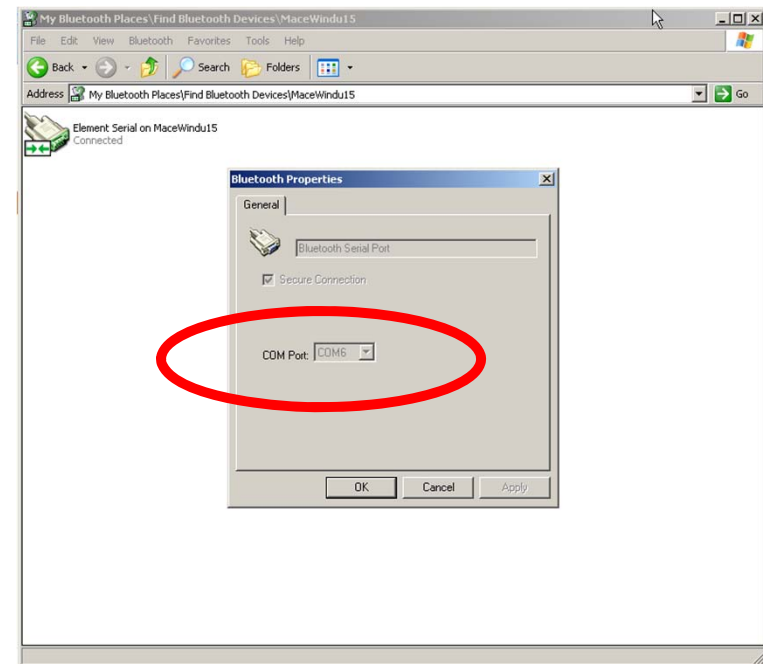 My Bluetooth Places\Find Bluetooth Devices\MaceWindu15
File Edit View Bluetooth Favorites Tools Help
Back Search Folders
Address My Bluetooth Places\Find Bluetooth Devices\MaceWindu15 Go
Element Serial on MaceWindu15
Connected
Bluetooth Properties
General
Bluetooth Serial Port
Secure Connection
COM Port: COM6
OK Cancel Apply